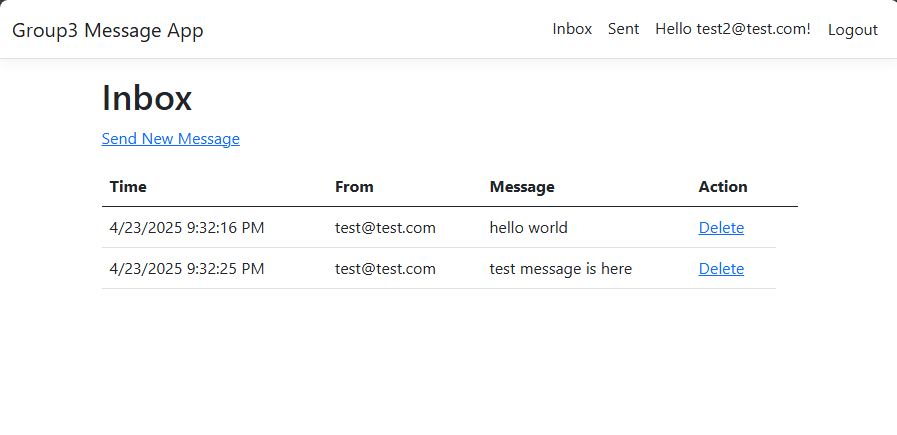 Group3 Message App Inbox Sent Hello test2@test.com! Logout
Inbox
Send New Message
Time From Message Action
4/23/2025 9:32:16 PM test@test.com hello world Delete
4/23/2025 9:32:25 PM test@test.com test message is here Delete